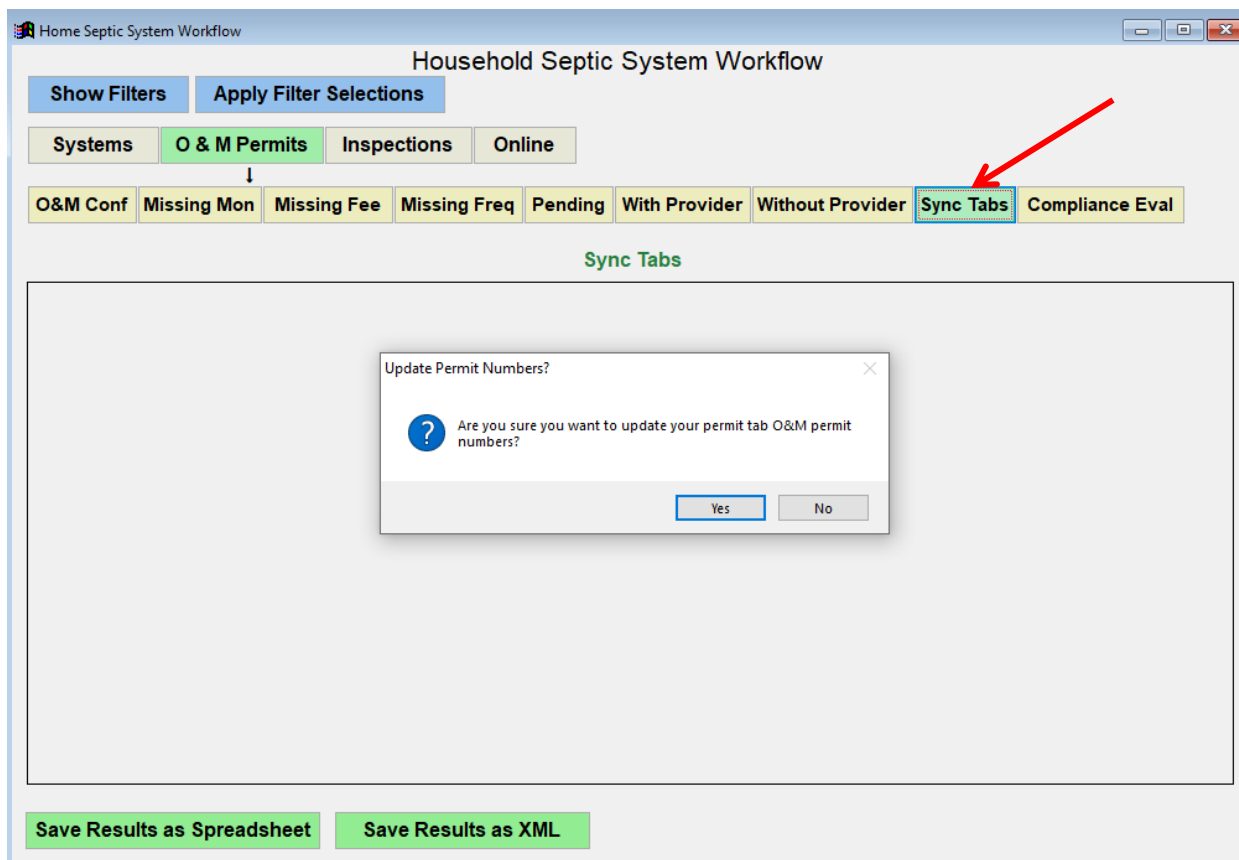 Home Septic System Workflow
Household Septic System Workflow
Show Filters Apply Filter Selections
Systems O & M Permits Inspections Online
O&M Conf Missing Mon Missing Fee Missing Freq Pending With Provider Without Provider Sync Tabs Compliance Eval
Sync Tabs
Update Permit Numbers?
Are you sure you want to update your permit tab O&M permit
numbers?
Yes No
Save Results as Spreadsheet Save Results as XML